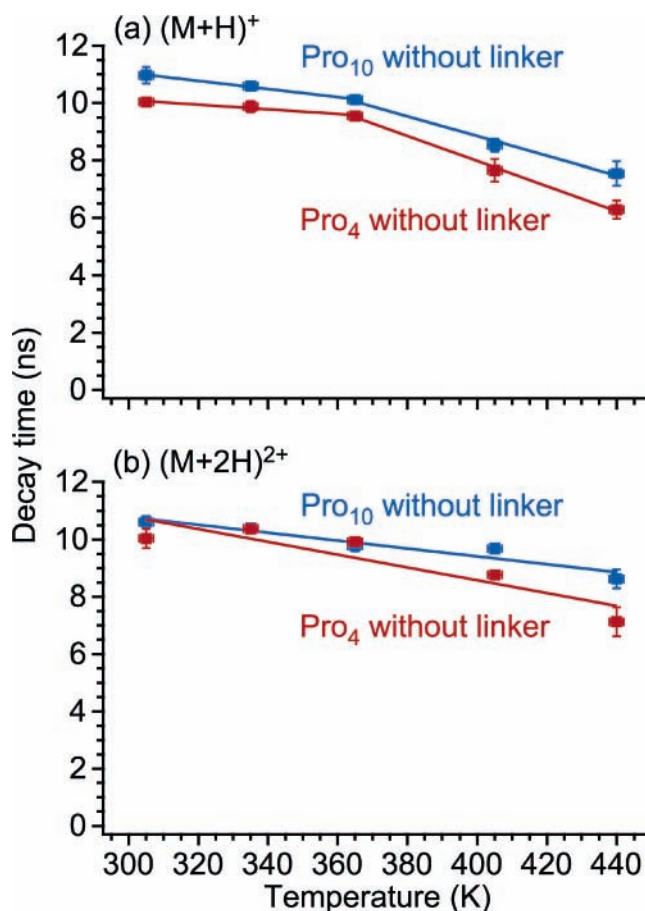 (a) (M+H)⁺
Pro₁₀ without linker
Pro₄ without linker
12
10
8
6
4
2
0
Decay time (ns)
(b) (M+2H)²⁺
Pro₁₀ without linker
Pro₄ without linker
12
10
8
6
4
2
0
300 320 340 360 380 400 420 440
Temperature (K)